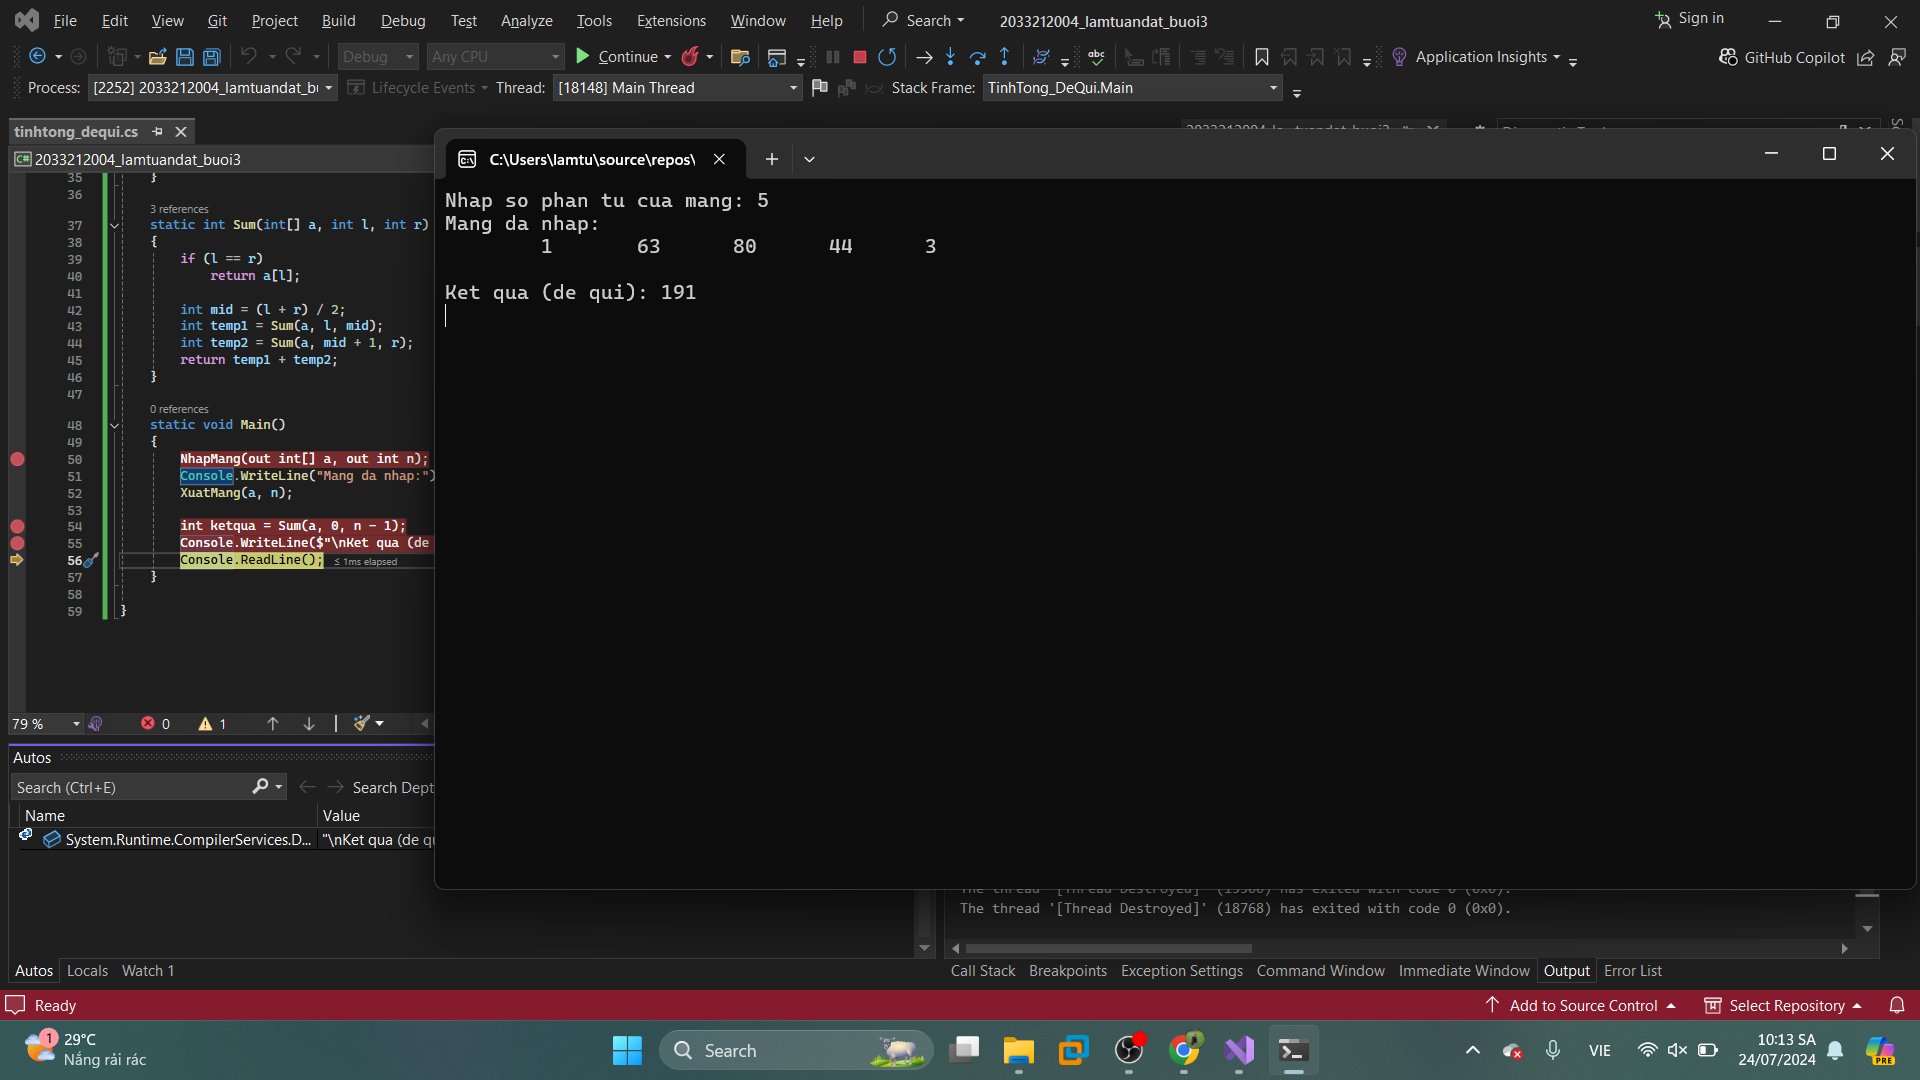 File Edit View Git Project Build Debug Test Analyze Tools Extensions Window Help Search 2033212004_lamtuandat_buoi3 Sign in
Debug Any CPU Continue abc Application Insights GitHub Copilot
Process: [2252] 2033212004_lamtuandat_bu Lifecycle Events Thread: [18148] Main Thread Stack Frame: TinhTong_DeQui.Main
tinhtong_dequi.cs
C# 2033212004_lamtuandat_buoi3
35 }
36
3 references
37 static int Sum(int[] a, int l, int r)
38 {
39 if (l == r)
40 return a[l];
41
42 int mid = (l + r) / 2;
43 int temp1 = Sum(a, l, mid);
44 int temp2 = Sum(a, mid + 1, r);
45 return temp1 + temp2;
46 }
47
0 references
48 static void Main()
49 {
50 NhapMang(out int[] a, out int n);
51 Console.WriteLine("Mang da nhap:")
52 XuatMang(a, n);
53
54 int ketqua = Sum(a, 0, n - 1);
55 Console.WriteLine($"\nKet qua (de
56 Console.ReadLine(); ≤ 1ms elapsed
57 }
58
59 }
C:\Users\lamtu\source\repos\
Nhap so phan tu cua mang: 5
Mang da nhap:
1 63 80 44 3
Ket qua (de qui): 191
79 % 0 1
Autos
Search (Ctrl+E) Search Dept
Name Value
System.Runtime.CompilerServices.D... "\nKet qua (de qu
The thread '[Thread Destroyed]' (18768) has exited with code 0 (0x0).
Autos Locals Watch 1
Call Stack Breakpoints Exception Settings Command Window Immediate Window Output Error List
Ready Add to Source Control Select Repository
1 29°C
Nắng rải rác
Search
VIE
10:13 SA
24/07/2024
PRE